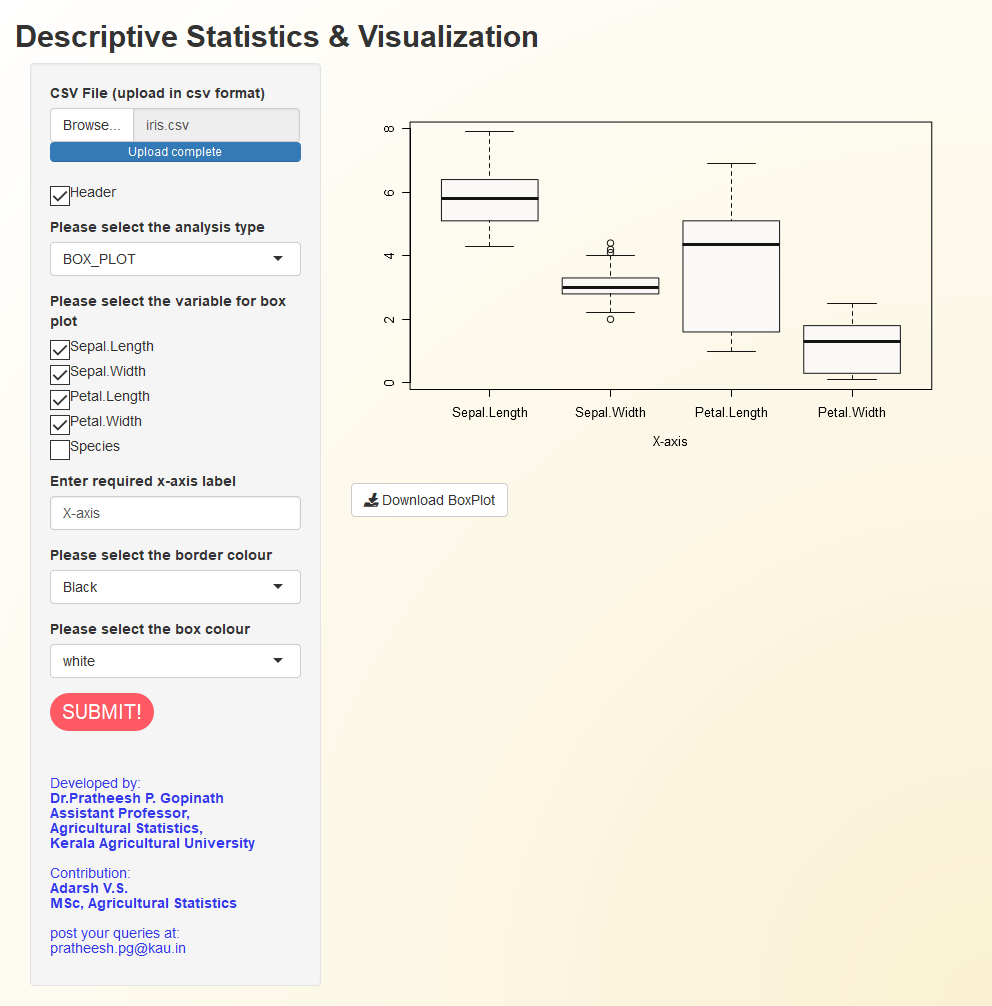 Descriptive Statistics & Visualization
CSV File (upload in csv format)
Browse...
iris.csv
Upload complete
Header
Please select the analysis type
BOX_PLOT
Please select the variable for box
plot
Sepal.Length
Sepal.Width
Petal.Length
Petal.Width
Species
Enter required x-axis label
X-axis
Please select the border colour
Black
Please select the box colour
white
SUBMIT!
Developed by:
Dr.Pratheesh P. Gopinath
Assistant Professor,
Agricultural Statistics,
Kerala Agricultural University
Contribution:
Adarsh V.S.
MSc, Agricultural Statistics
post your queries at:
pratheesh.pg@kau.in
8
6
4
2
0
Sepal.Length Sepal.Width Petal.Length Petal.Width
X-axis
Download BoxPlot